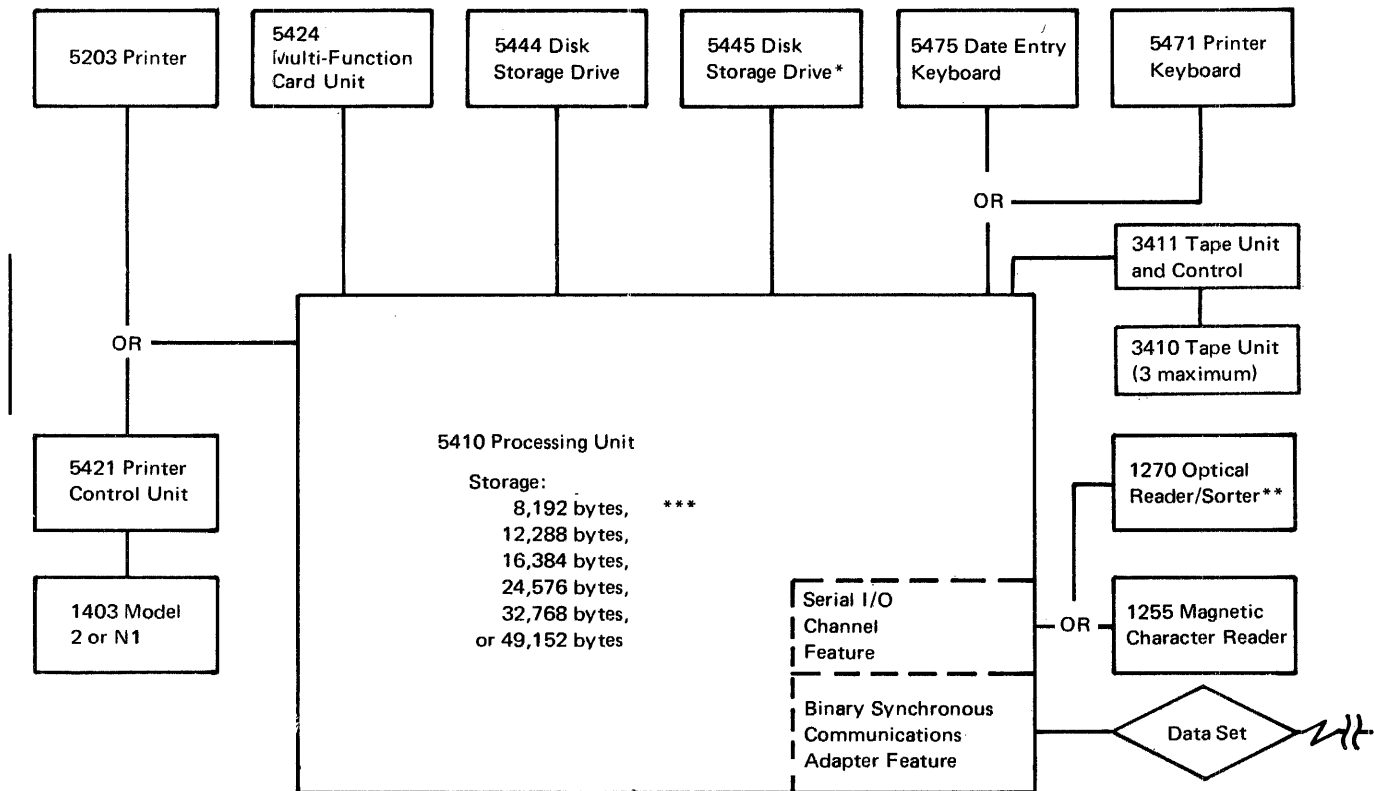 5203 Printer
5424
Multi-Function
Card Unit
5444 Disk
Storage Drive
5445 Disk
Storage Drive*
5475 Date Entry
Keyboard
5471 Printer
Keyboard
OR
3411 Tape Unit
and Control
3410 Tape Unit
(3 maximum)
OR
5421 Printer
Control Unit
1403 Model
2 or N1
5410 Processing Unit
Storage:
8,192 bytes, ***
12,288 bytes,
16,384 bytes,
24,576 bytes,
32,768 bytes,
or 49,152 bytes
1270 Optical
Reader/Sorter**
Serial I/O
Channel
Feature
OR
1255 Magnetic
Character Reader
Binary Synchronous
Communications
Adapter Feature
Data Set